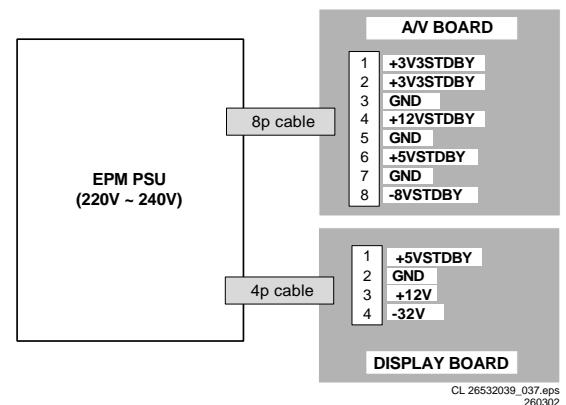 A/V BOARD
1 +3V3STDBY
2 +3V3STDBY
3 GND
4 +12VSTDBY
5 GND
6 +5VSTDBY
7 GND
8 -8VSTDBY
8p cable
EPM PSU
(220V ~ 240V)
4p cable
1 +5VSTDBY
2 GND
3 +12V
4 -32V
DISPLAY BOARD
CL 26532039_037.eps
260302